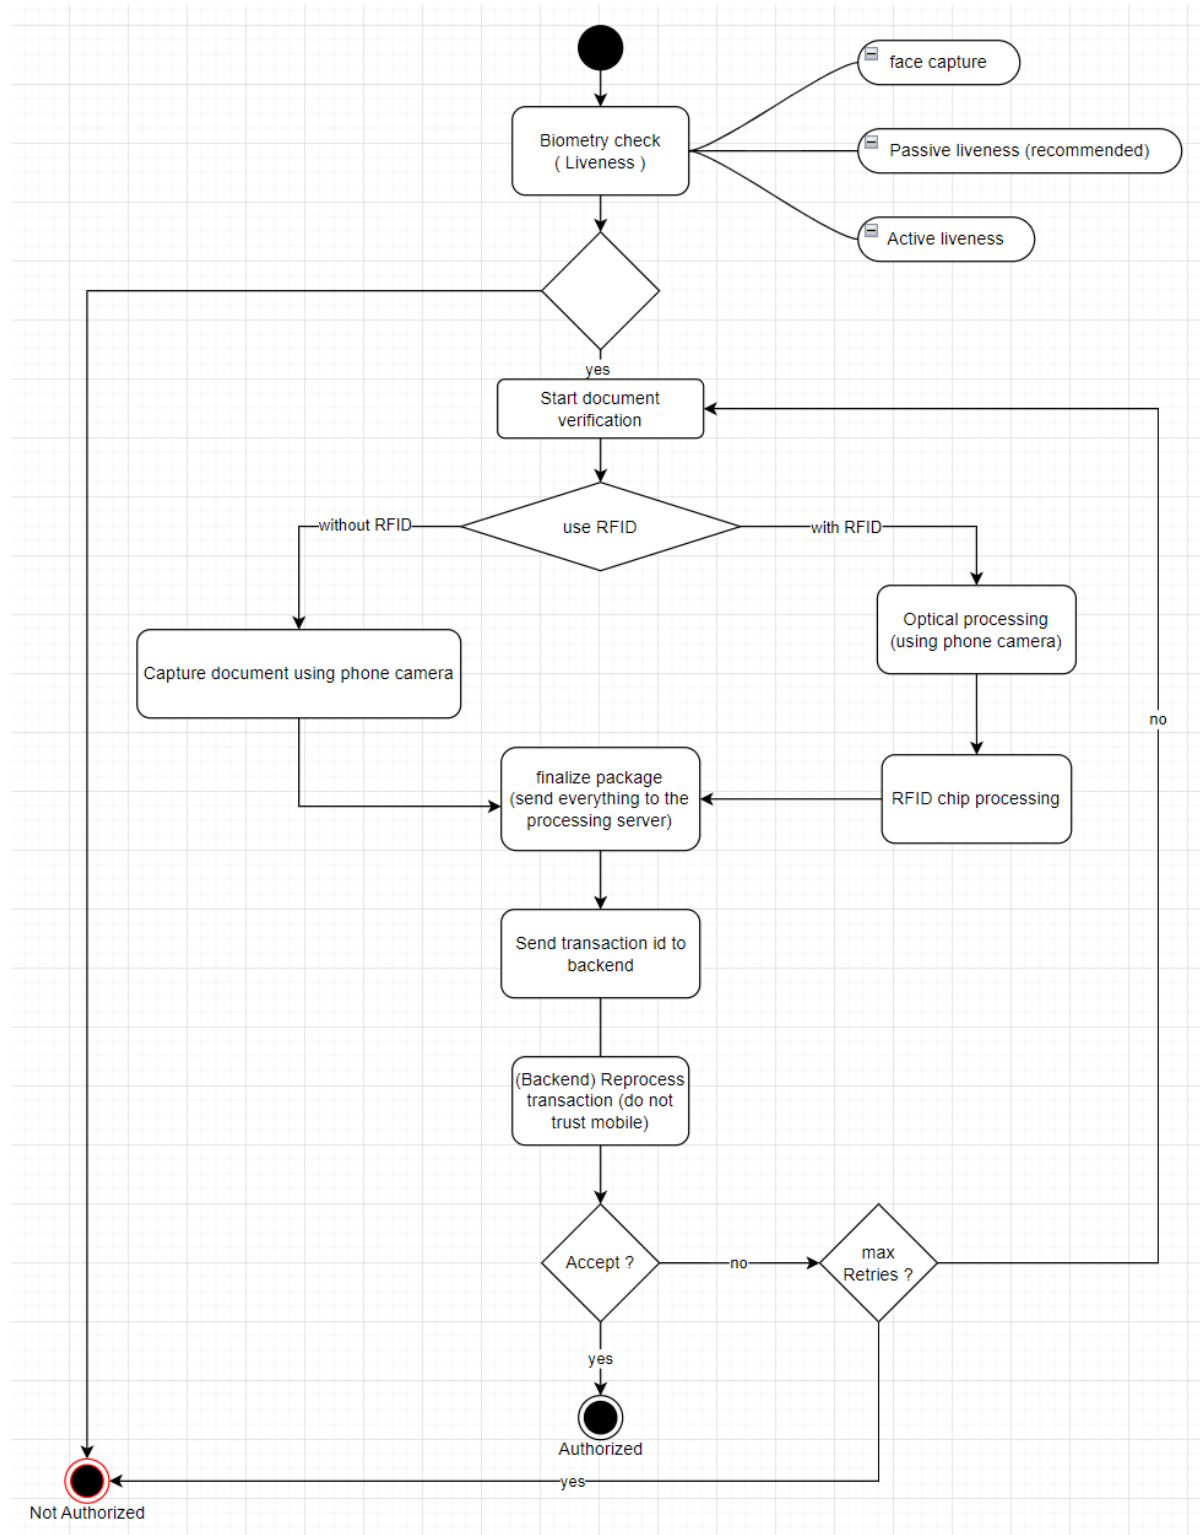 face capture
Biometry check
( Liveness )
Passive liveness (recommended)
Active liveness
yes
Start document
verification
without RFID
use RFID
with RFID
Optical processing
(using phone camera)
Capture document using phone camera
no
finalize package
(send everything to the
processing server)
RFID chip processing
Send transaction id to
backend
(Backend) Reprocess
transaction (do not
trust mobile)
Accept ?
no
max
Retries ?
yes
Authorized
yes
Not Authorized